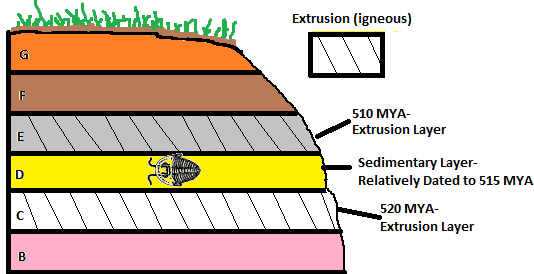 Extrusion (igneous)
G
F
510 MYA-
Extrusion Layer
E
Sedimentary Layer-
Relatively Dated to 515 MYA
D
520 MYA-
Extrusion Layer
C
B